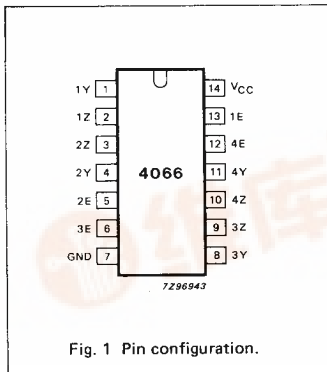 1Y 1 14 VCC
1Z 2 13 1E
2Z 3 12 4E
2Y 4 4066 11 4Y
2E 5 10 4Z
3E 6 9 3Z
GND 7 8 3Y
7Z96943
Fig. 1 Pin configuration.